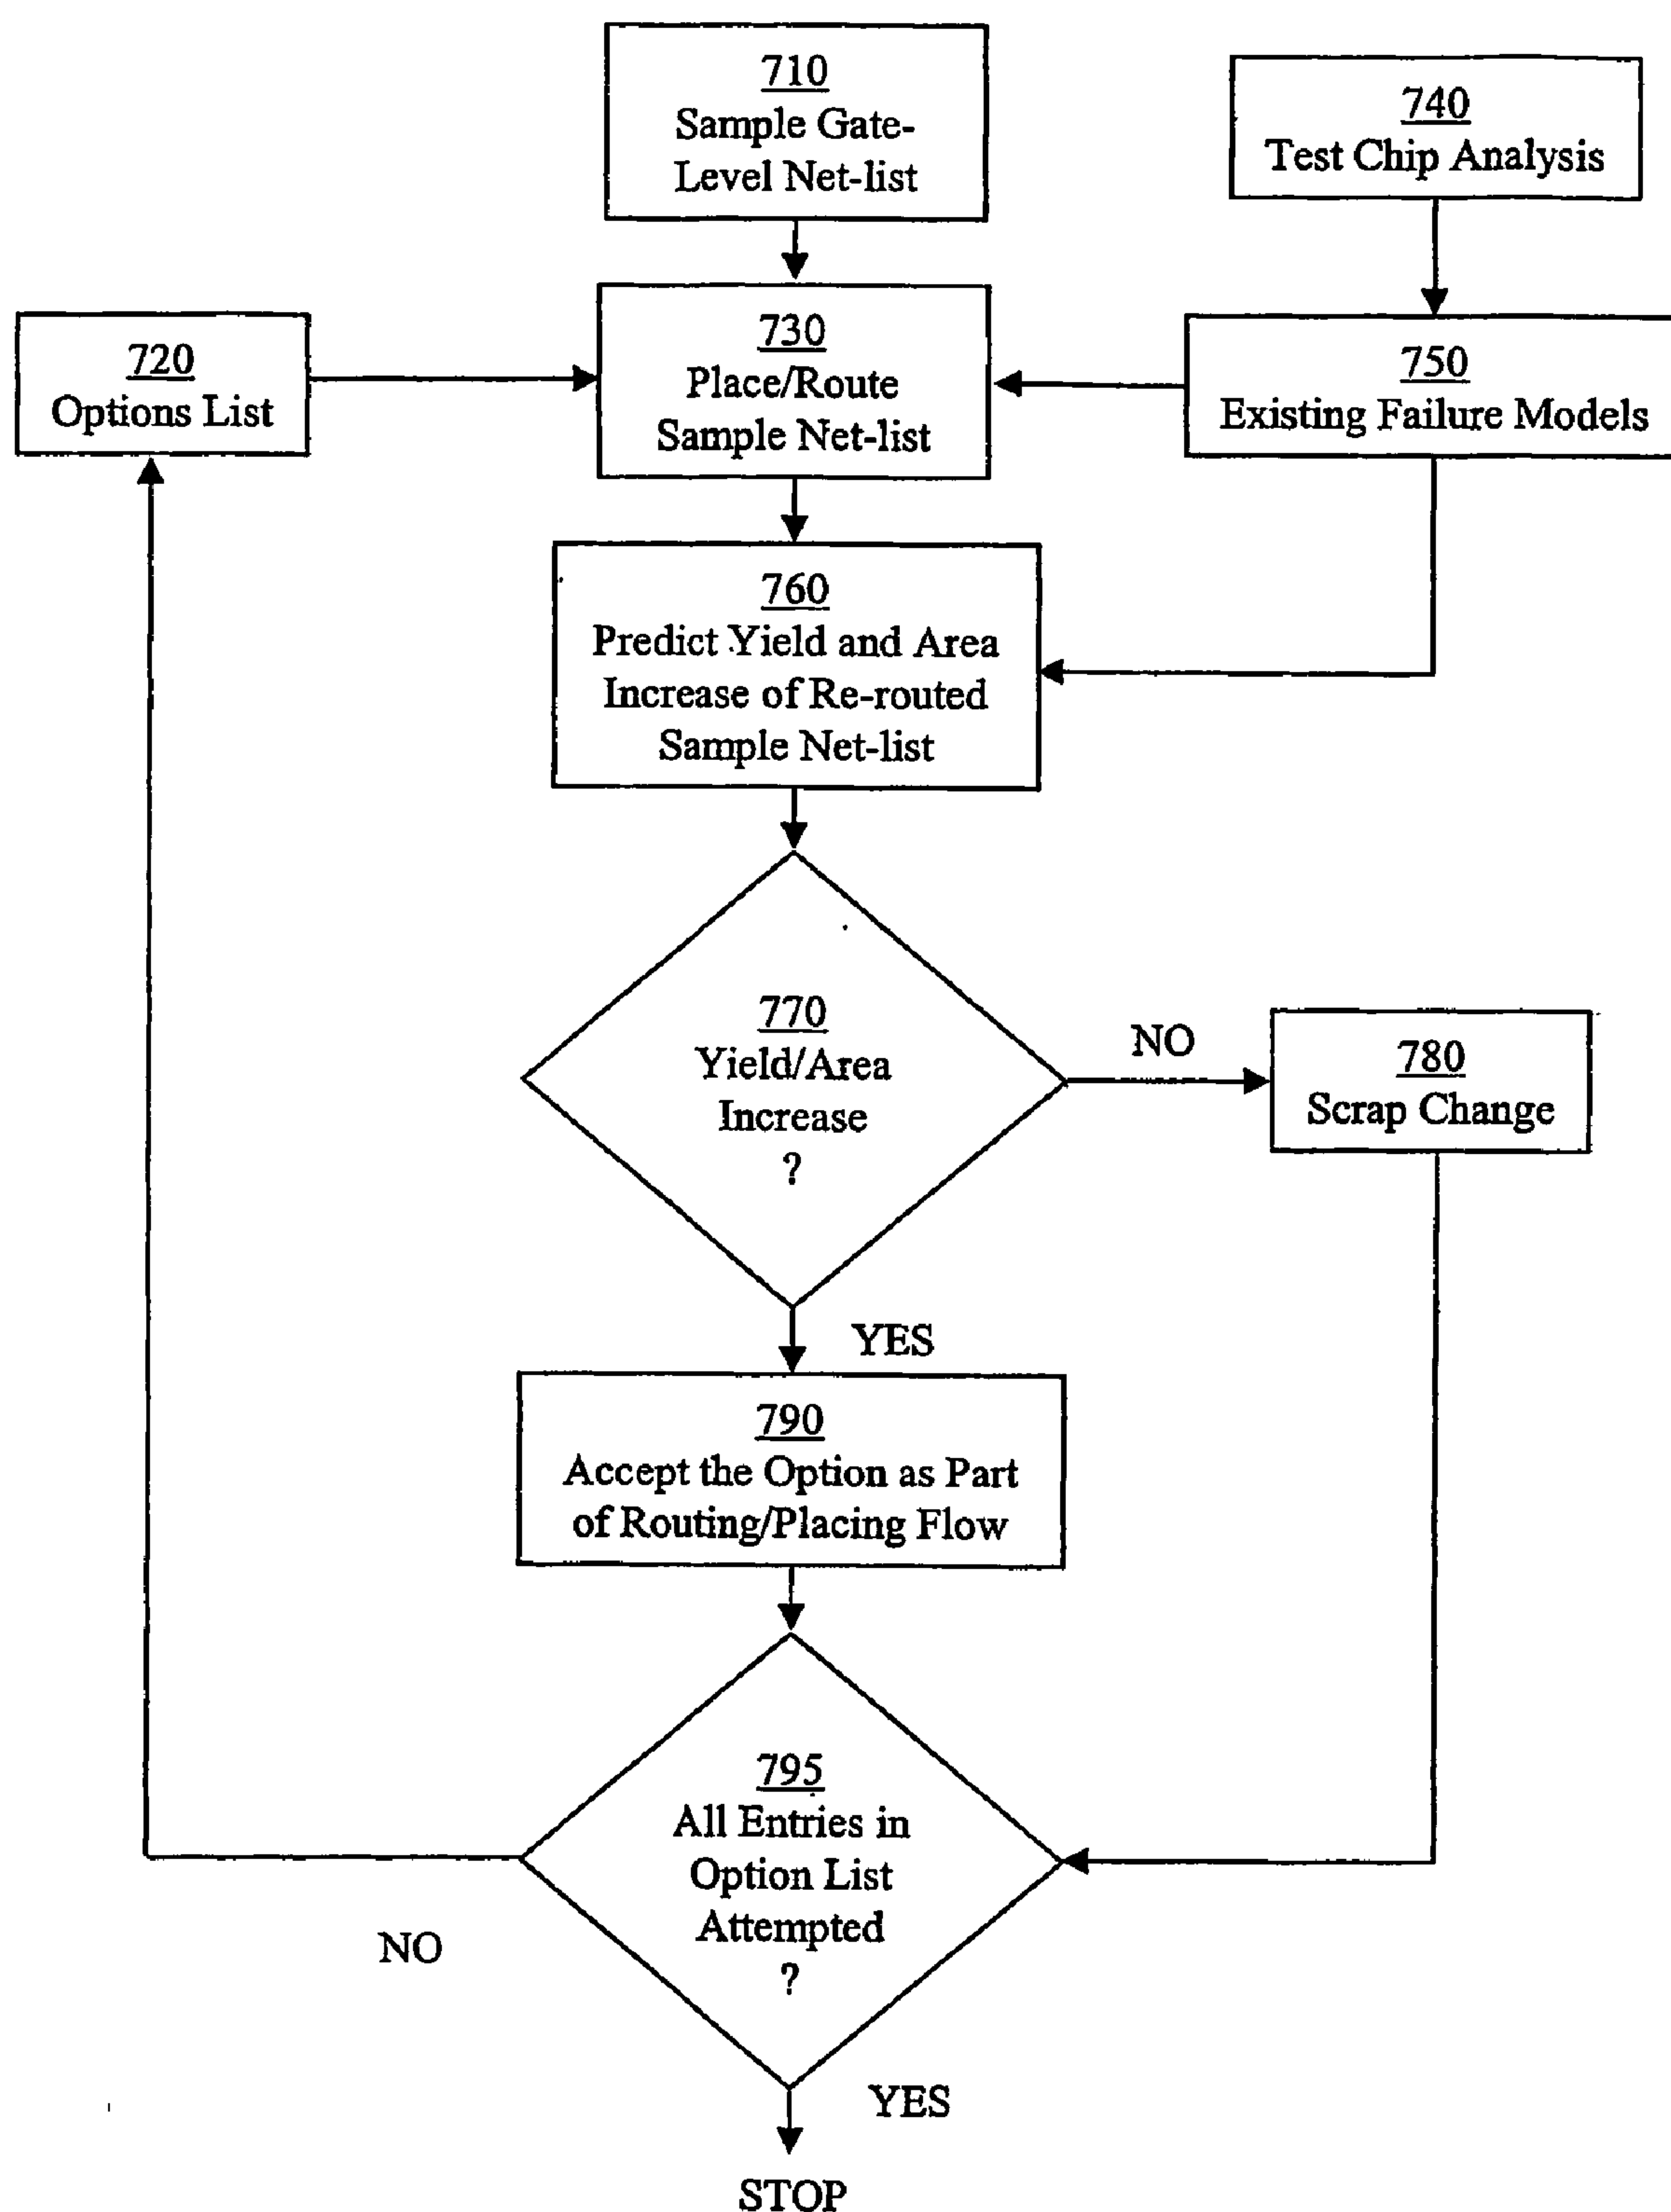 710
Sample Gate-
Level Net-list
740
Test Chip Analysis
720
Options List
730
Place/Route
Sample Net-list
750
Existing Failure Models
760
Predict Yield and Area
Increase of Re-routed
Sample Net-list
770
Yield/Area
Increase
?
NO
780
Scrap Change
YES
790
Accept the Option as Part
of Routing/Placing Flow
795
All Entries in
Option List
Attempted
?
NO
YES
STOP